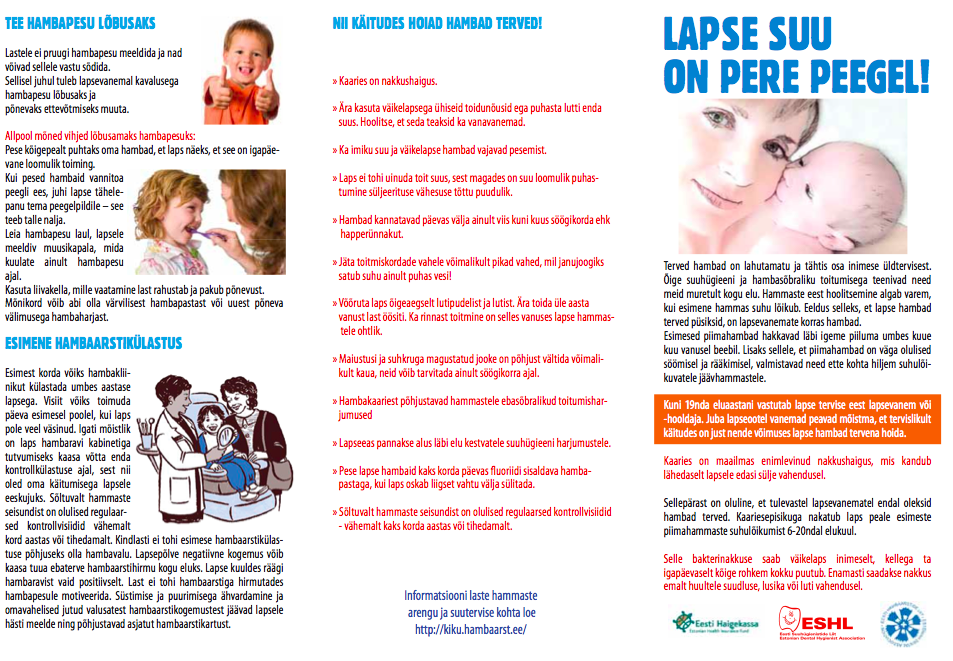 TEE HAMBAPESU LÕBUSAKS
Lastele ei pruugi hambapesu meeldida ja nad
võivad sellele vastu sõdida.
Sellisel juhul tuleb lapsevanemal kavalusega
hambapesu lõbusaks ja
põnevaks ettevõtmiseks muuta.
Allpool mõned vihjed lõbusamaks hambapesuks:
Pese kõigepealt puhtaks oma hambad, et laps näeks, et see on igapäe-
vane loomulik toiming.
Kui pesed hambaid vannitoa
peegli ees, juhi lapse tähele-
panu tema peegelpildile – see
teeb talle nalja.
Leia hambapesu laul, lapsele
meeldiv muusikapala, mida
kuulate ainult hambapesu
ajal.
Kasuta liivakella, mille vaatamine last rahustab ja pakub põnevust.
Mõnikord võib abi olla värvilisest hambapastast või uuest põneva
välimusega hambaharjast.
ESIMENE HAMBAARSTIKÜLASTUS
Esimest korda võiks hambaklii-
nikut külastada umbes aastase
lapsega. Visiit võiks toimuda
päeva esimesel poolel, kui laps
pole veel väsinud. Igati mõistlik
on laps hambaravi kabinetiga
tutvumiseks kaasa võtta enda
kontrollkülastuse ajal, sest nii
oled oma käitumisega lapsele
eeskujuks. Sõltuvalt hammaste
seisundist on olulised regulaar-
sed kontrollvisiidid vähemalt
kord aastas või tihedamalt. Kindlasti ei tohi esimese hambaarstikülas-
tuse põhjuseks olla hambavalu. Lapsepõlve negatiivne kogemus võib
kaasa tuua ebaterve hambaarstihirmu kogu eluks. Lapse kuuldes räägi
hambaravist vaid positiivselt. Last ei tohi hambaarstiga hirmutades
hambapesule motiveerida. Süstimise ja puurimisega ähvardamine ja
omavahelised jutud valusatest hambaarstikogemustest jäävad lapsele
hästi meelde ning põhjustavad asjatut hambaarstikartust.
NII KÄITUDES HOIAD HAMBAD TERVED!
» Kaaries on nakkushaigus.
» Ära kasuta väikelapsega ühiseid toidunõusid ega puhasta lutti enda
suus. Hoolitse, et seda teaksid ka vanavanemad.
» Ka imiku suu ja väikelapse hambad vajavad pesemist.
» Laps ei tohi uinuda toit suus, sest magades on suu loomulik puhas-
tumine süljeerituse vähesuse tõttu puudulik.
» Hambad kannatavad päevas välja ainult viis kuni kuus söögikorda ehk
happerünnakut.
» Jäta toitmiskordade vahele võimalikult pikad vahed, mil janujoogiks
satub suhu ainult puhas vesi!
» Võõruta laps õigeaegselt lutipudelist ja lutist. Ära toida üle aasta
vanust last öösiti. Ka rinnast toitmine on selles vanuses lapse hammas-
tele ohtlik.
» Maiustusi ja suhkruga magustatud jooke on põhjust vältida võimali-
kult kaua, neid võib tarvitada ainult söögikorra ajal.
» Hambakaariest põhjustavad hammastele ebasõbralikud toitumishar-
jumused
» Lapseeas pannakse alus läbi elu kestvatele suuhügieeni harjumustele.
» Pese lapse hambaid kaks korda päevas fluoriidi sisaldava hamba-
pastaga, kui laps oskab liigset vahtu välja sülitada.
» Sõltuvalt hammaste seisundist on olulised regulaarsed kontrollvisiidid
- vähemalt kaks korda aastas või tihedamalt.
Informatsiooni laste hammaste
arengu ja suutervise kohta loe
http://kiku.hambaarst.ee/
LAPSE SUU
ON PERE PEEGEL!
Terved hambad on lahutamatu ja tähtis osa inimese üldtervisest.
Õige suuhügieeni ja hambasõbraliku toitumisega teenivad need
meid muretult kogu elu. Hammaste eest hoolitsemine algab varem,
kui esimene hammas suhu lõikub. Eeldus selleks, et lapse hambad
terved püsiksid, on lapsevanemate korras hambad.
Esimesed piimahambad hakkavad läbi igeme piiluma umbes kuue
kuu vanusel beebil. Lisaks sellele, et piimahambad on väga olulised
söömisel ja rääkimisel, valmistavad need ette kohta hiljem suhulõi-
kuvatele jäävhammastele.
Kuni 19nda eluaastani vastutab lapse tervise eest lapsevanem või
-hooldaja. Juba lapseootel vanemad peavad mõistma, et tervislikult
käitudes on just nende võimuses lapse hambad tervena hoida.
Kaaries on maailmas enimlevinud nakkushaigus, mis kandub
lähedaselt lapsele edasi sülje vahendusel.
Sellepärast on oluline, et tulevastel lapsevanematel endal oleksid
hambad terved. Kaariesepisikuga nakatub laps peale esimeste
piimahammaste suhulõikumist 6-20ndal elukuul.
Selle bakterinakkuse saab väikelaps inimeselt, kellega ta
igapäevaselt kõige rohkem kokku puutub. Enamasti saadakse nakkus
emalt huultele suudluse, lusika või luti vahendusel.
Eesti Haigekassa
Estonian Health Insurance Fund
ESHL
Eesti Suuhügienistide Liit
Estonian Dental Hygienist Association